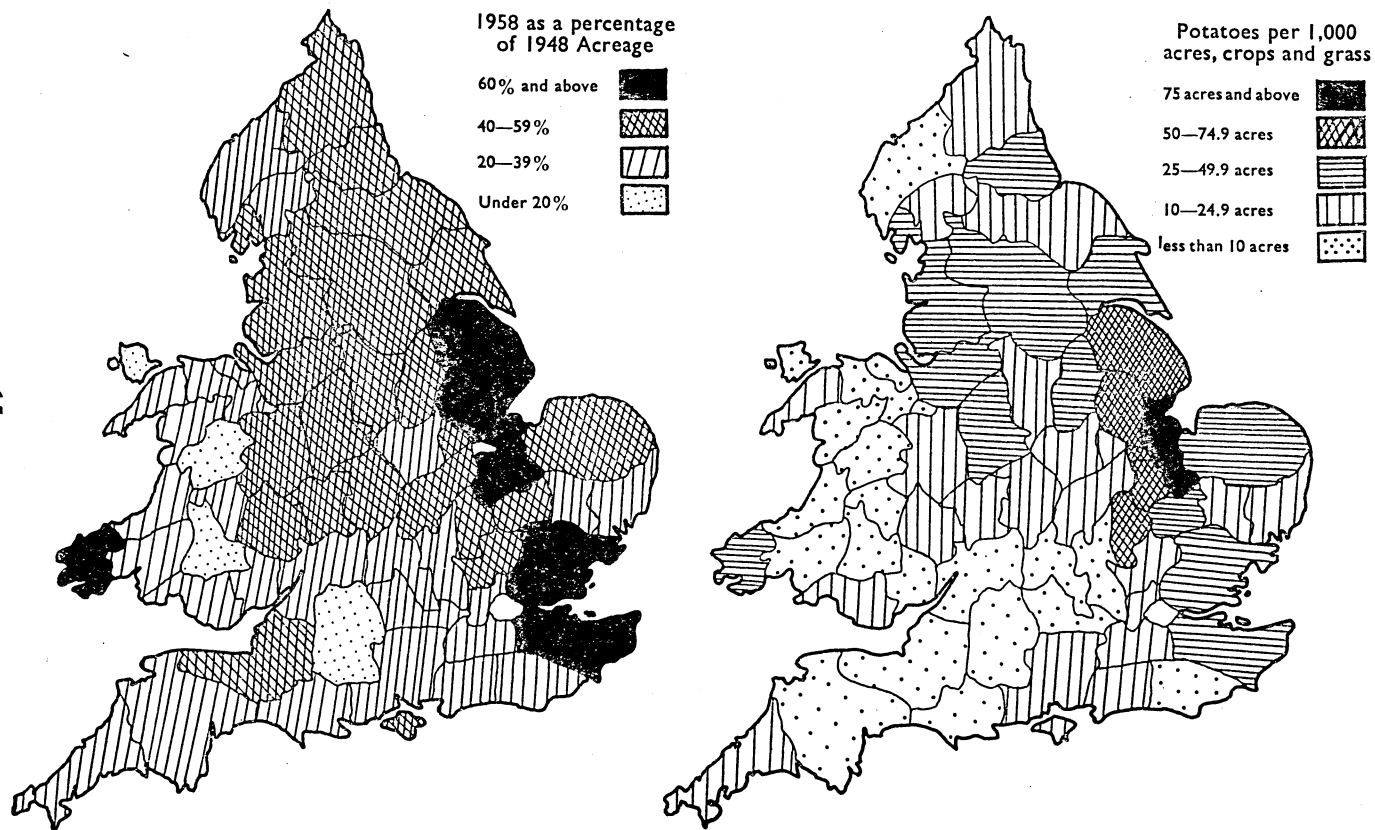 1958 as a percentage
of 1948 Acreage
60% and above
40—59%
20—39%
Under 20%
Potatoes per 1,000
acres, crops and grass
75 acres and above
50—74.9 acres
25—49.9 acres
10—24.9 acres
less than 10 acres